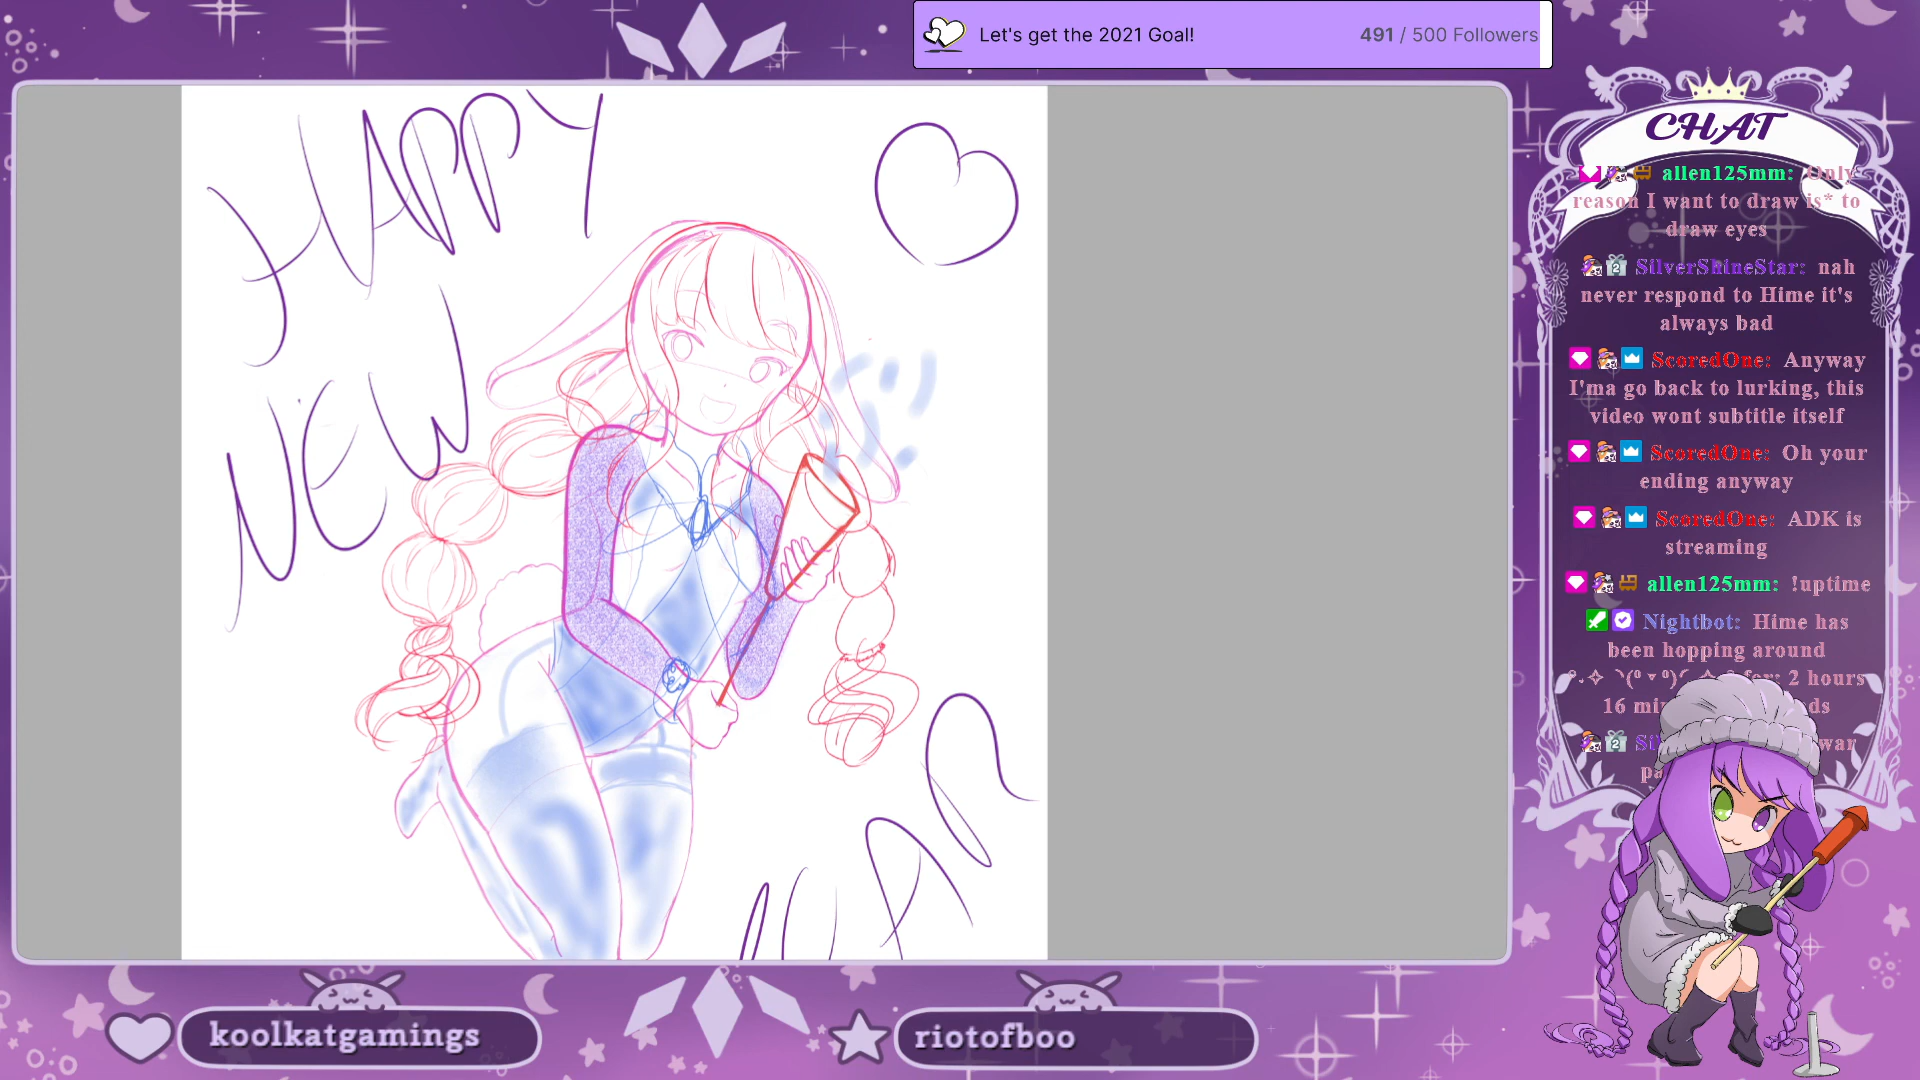 Let's get the 2021 Goal!
491 / 500 Followers
HAPPY
NEW
YEAR
CHAT
allen125mm: Only
reason I want to draw is* to
draw eyes
SilverShineStar: nah
never respond to Hime it's
always bad
ScoredOne: Anyway
I'ma go back to lurking, this
video wont subtitle itself
ScoredOne: Oh your
ending anyway
ScoredOne: ADK is
streaming
allen125mm: !uptime
Nightbot: Hime has
been hopping around
2 hours
16
koolkatgamings
riotofboo